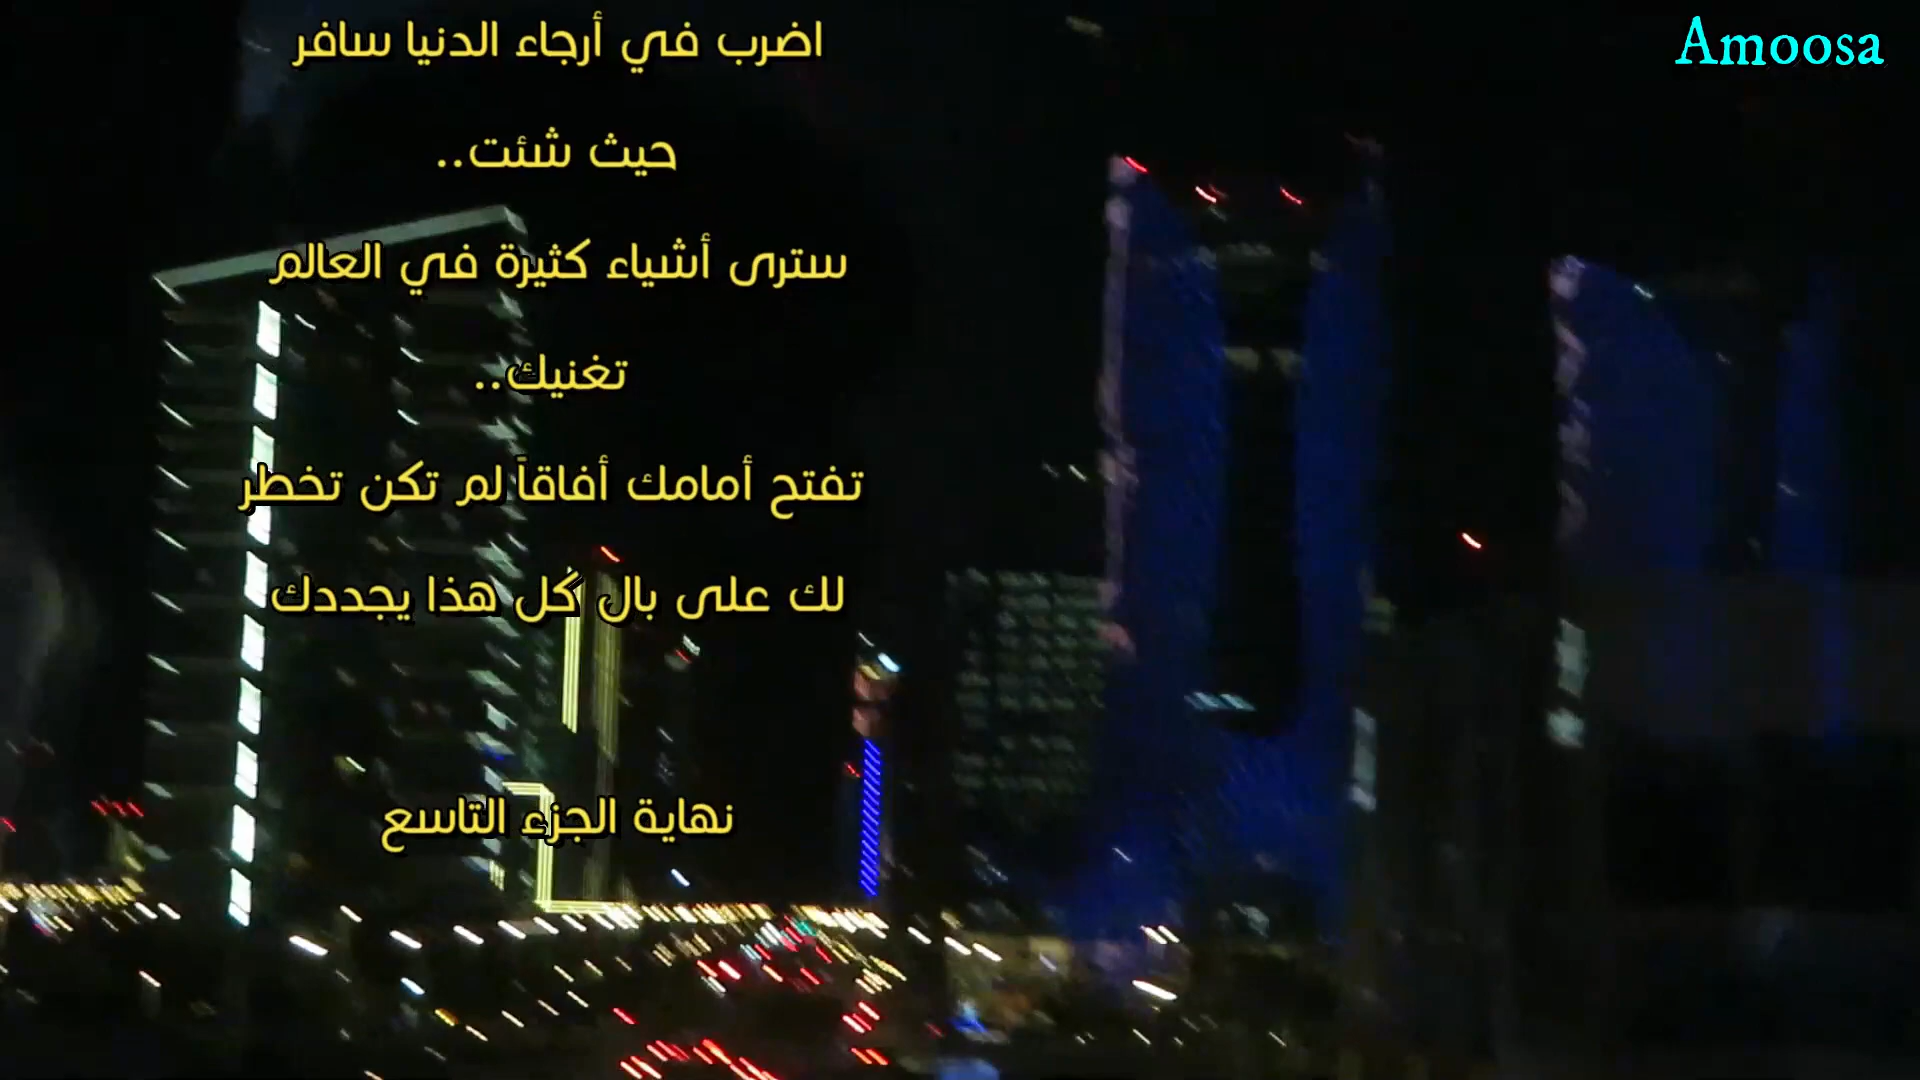 اضرب في أرجاء الدنيا سافر
Amoosa
حيث شئت..
سترى أشياء كثيرة في العالم
تغنيك..
تفتح أمامك أفاقاً لم تكن تخطر
لك على بال كل هذا يجددك
نهاية الجزء التاسع